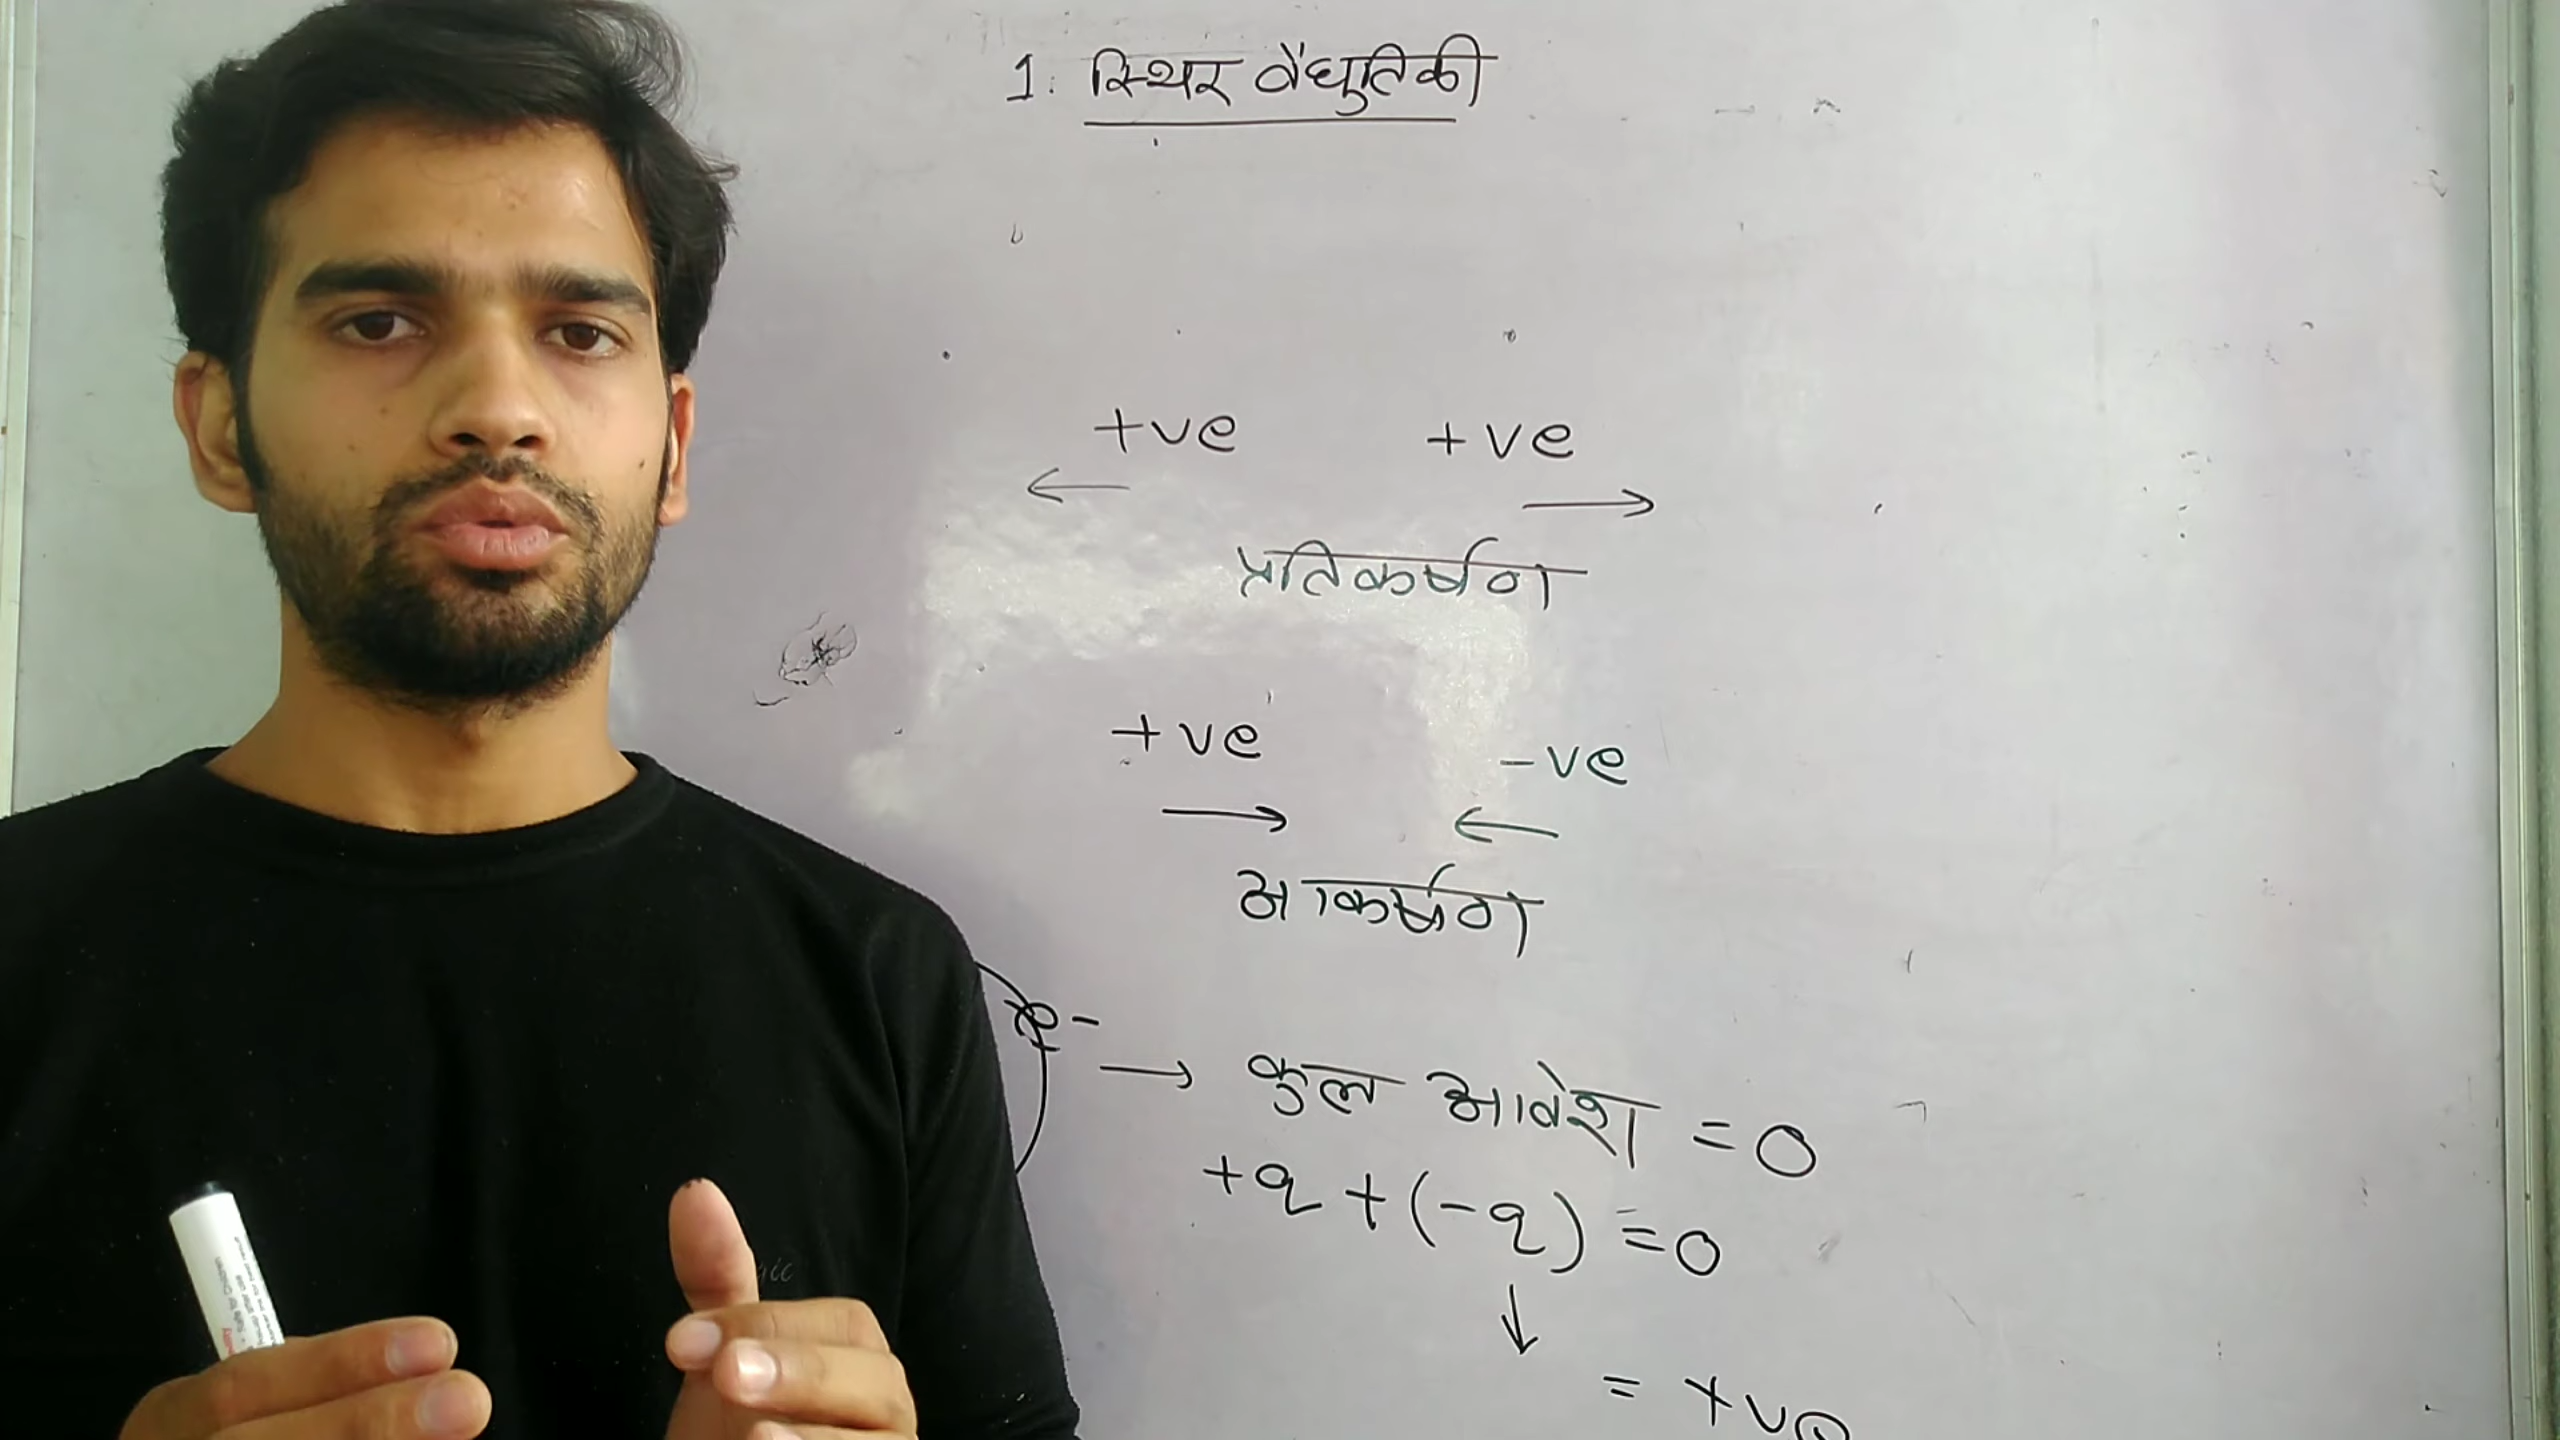 1. स्थिर वैधुतिकी
+ve +ve
← →
प्रतिकर्षण
+ve -ve
→ ←
आकर्षण
e-
→ कुल आवेश = 0
+q + (-q) = 0
↓
= +ve